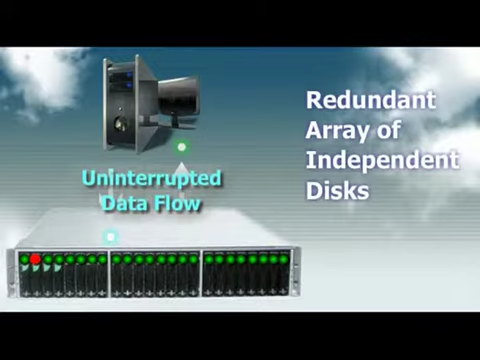 Redundant
Array of
Independent
Disks
Uninterrupted
Data Flow